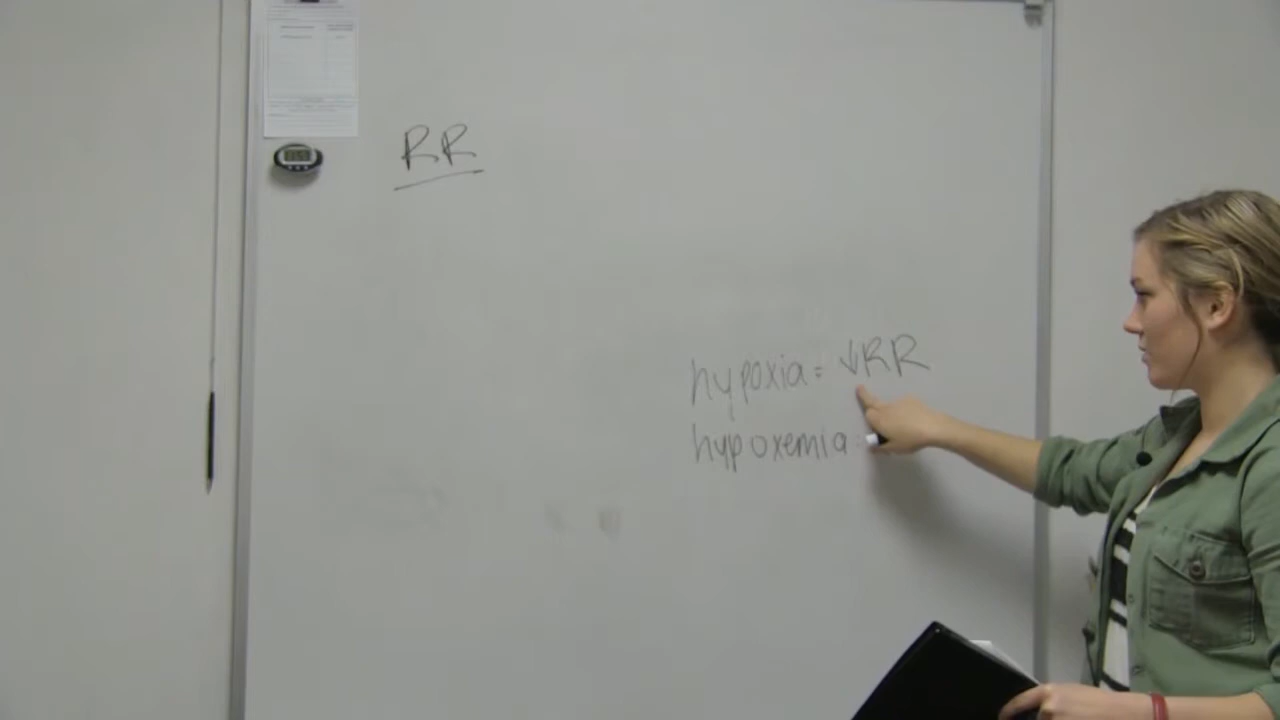 RR
hypoxia = ↓RR
hypoxemia =